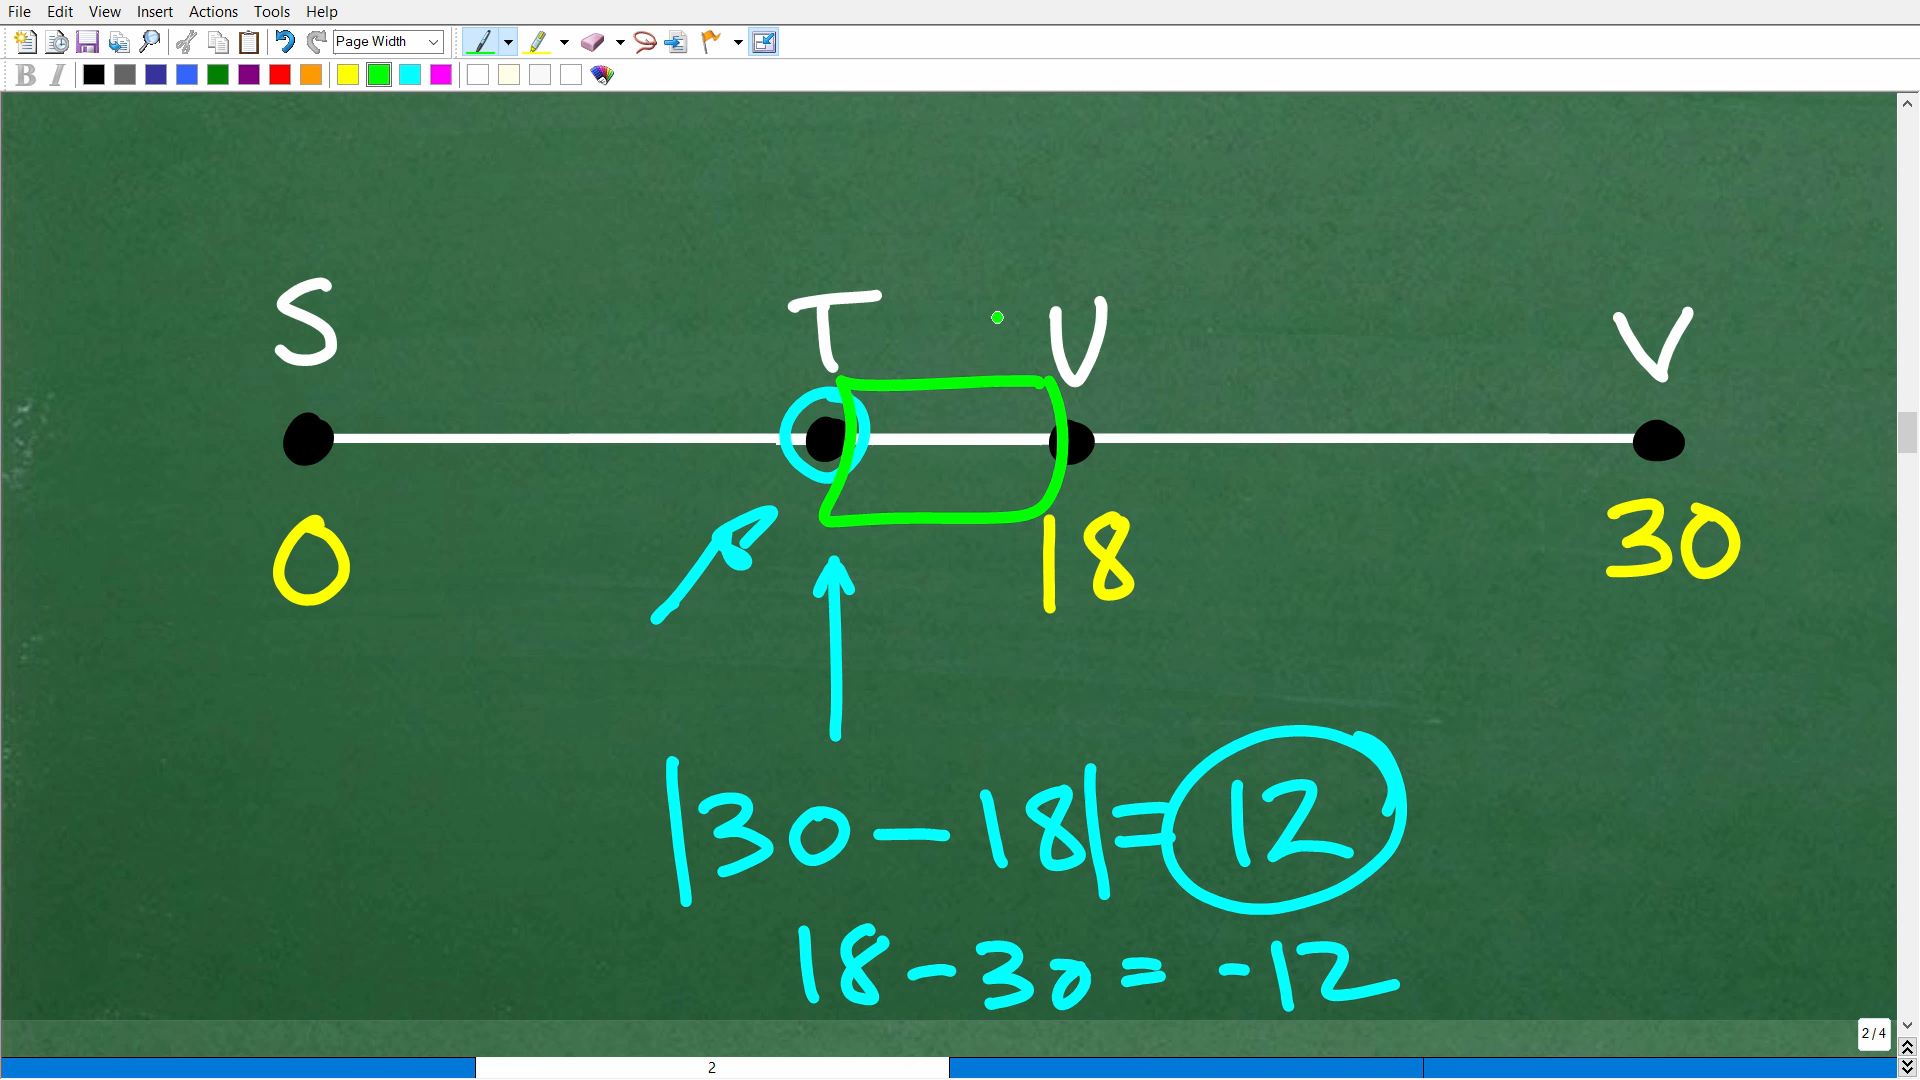 File Edit View Insert Actions Tools Help
Page Width
B I
S T U V
0 18 30
|30 - 18| = 12
18 - 30 = -12
2 / 4
2